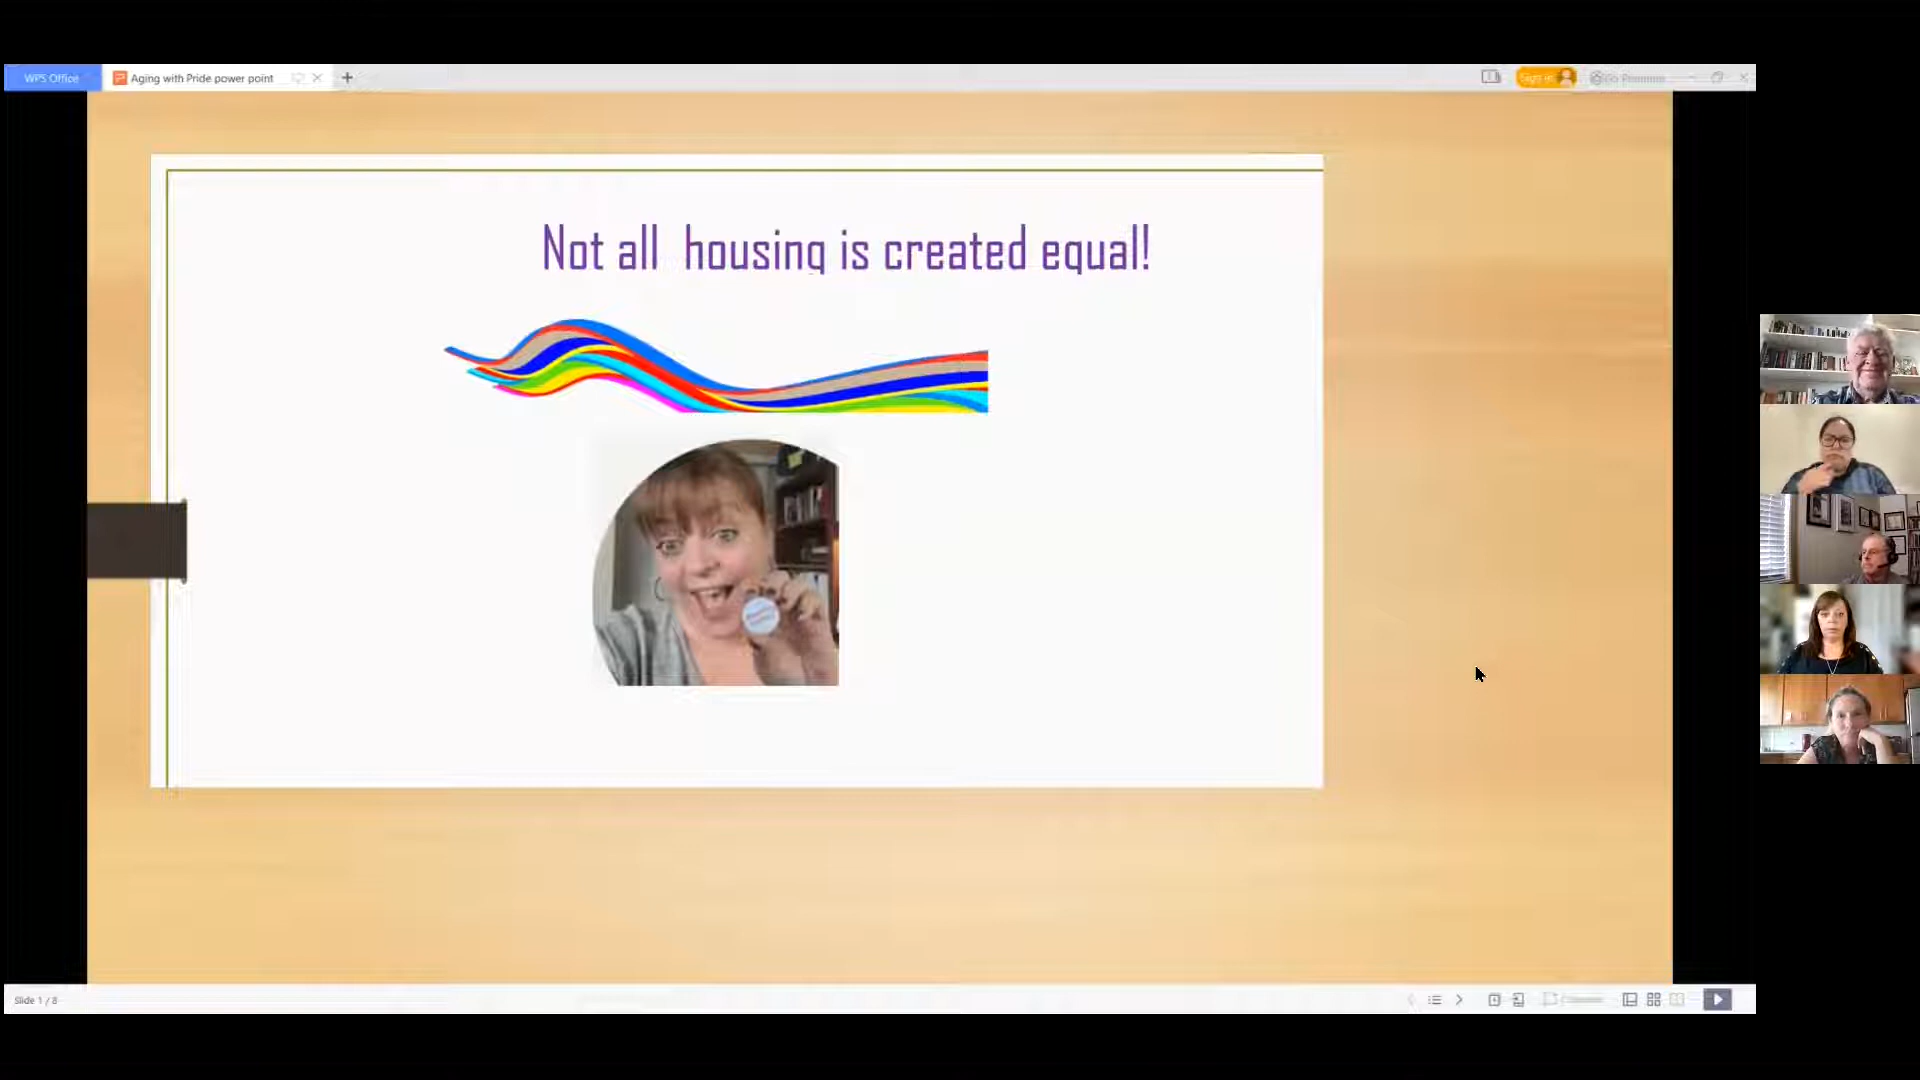 WPS Office
Aging with Pride power point
Sign in
Go Premium
Not all housing is created equal!
Slide 1 / 8